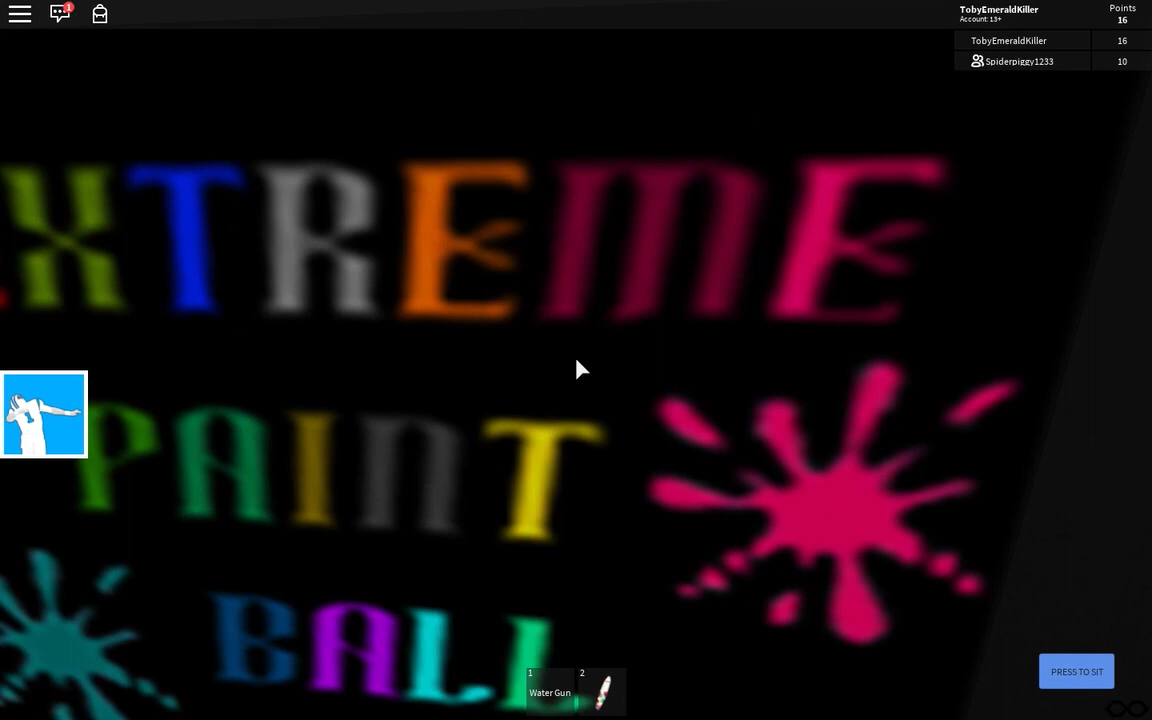 TobyEmeraldKiller
Account: 13+
Points
16
1
TobyEmeraldKiller 16
Spiderpiggy1233 10
XTREME
PAINT
BALL
1
Water Gun
2
PRESS TO SIT